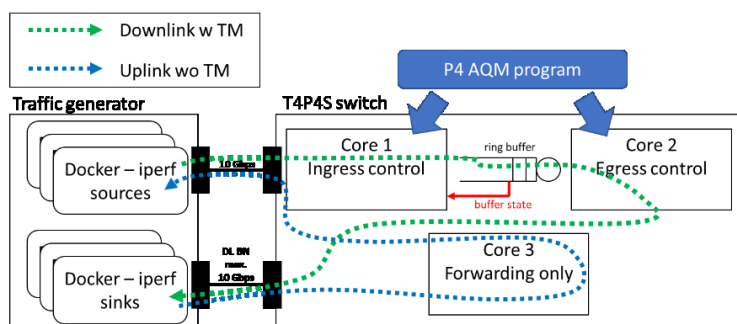 Downlink w TM
Uplink wo TM
P4 AQM program
Traffic generator
T4P4S switch
Docker – iperf
sources
10 Gbps
Core 1
Ingress control
ring buffer
buffer state
Core 2
Egress control
Docker – iperf
sinks
DL BN
max.
10 Gbps
Core 3
Forwarding only